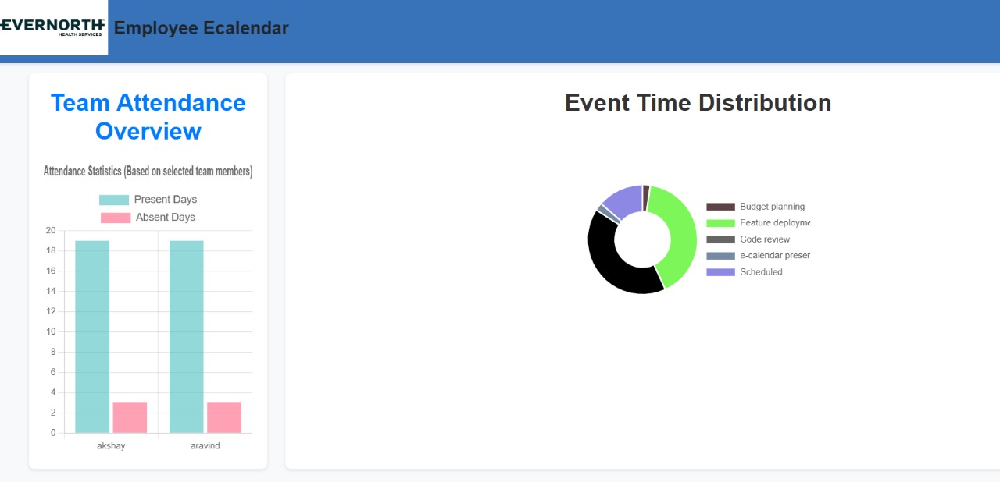 EVERNORTH
HEALTH SERVICES
Employee Ecalendar
Team Attendance
Overview
Attendance Statistics (Based on selected team members)
Present Days
Absent Days
20
18
16
14
12
10
8
6
4
2
0
akshay
aravind
Event Time Distribution
Budget planning
Feature deployme
Code review
e-calendar preser
Scheduled